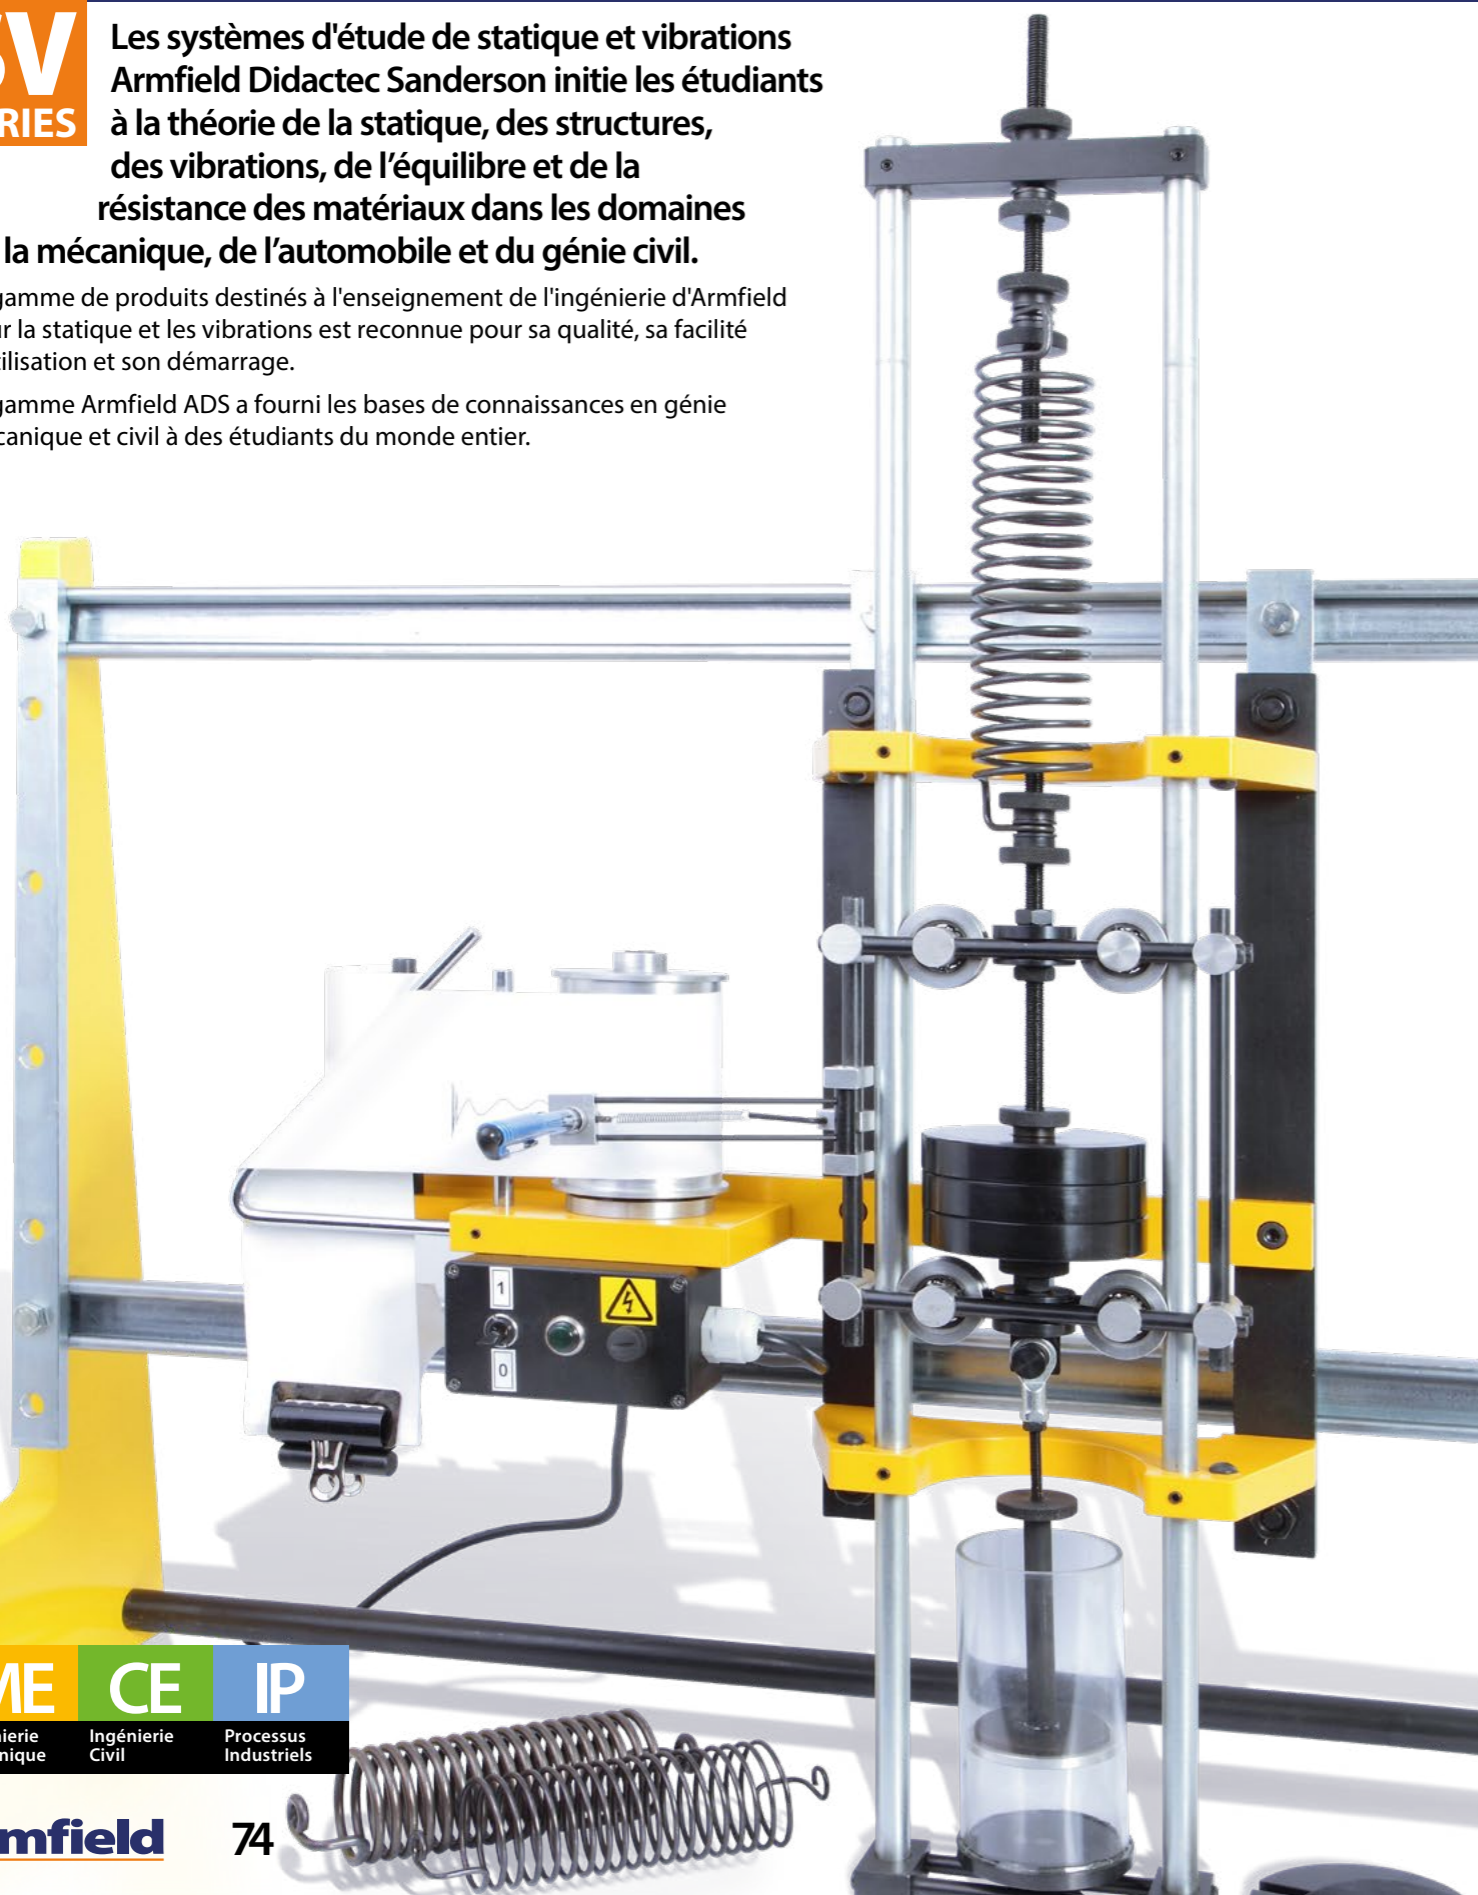 SV
RIES
Les systèmes d'étude de statique et vibrations
Armfield Didactec Sanderson initie les étudiants
à la théorie de la statique, des structures,
des vibrations, de l’équilibre et de la
résistance des matériaux dans les domaines
la mécanique, de l’automobile et du génie civil.
gamme de produits destinés à l'enseignement de l'ingénierie d'Armfield
la statique et les vibrations est reconnue pour sa qualité, sa facilité
tilisation et son démarrage.
gamme Armfield ADS a fourni les bases de connaissances en génie
canique et civil à des étudiants du monde entier.
1
0
ME CE IP
nierie Ingénierie Processus
nique Civil Industriels
mfield 74